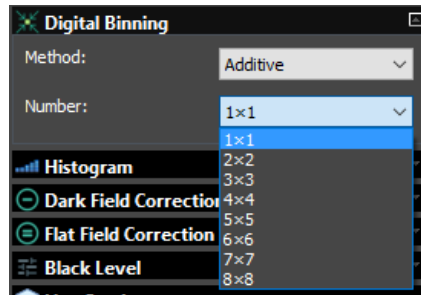 Digital Binning
Method: Additive
Number: 1×1
1×1
2×2
Histogram
3×3
Dark Field Correction
4×4
5×5
Flat Field Correction
6×6
7×7
Black Level
8×8